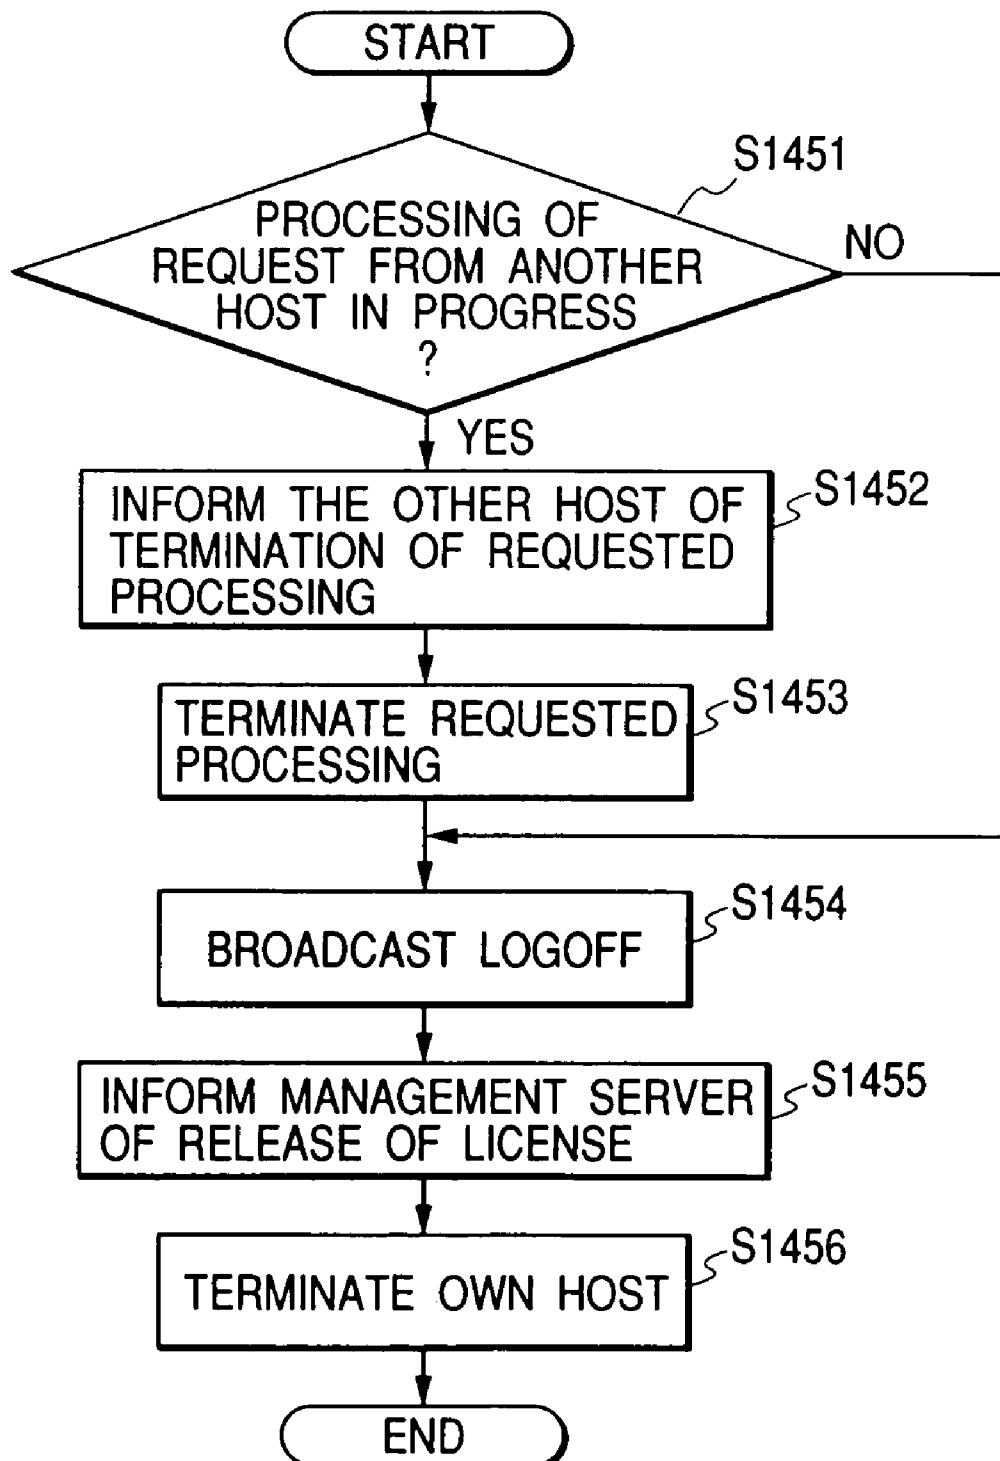 START
S1451
PROCESSING OF
REQUEST FROM ANOTHER
HOST IN PROGRESS
?
NO
YES
S1452
INFORM THE OTHER HOST OF
TERMINATION OF REQUESTED
PROCESSING
S1453
TERMINATE REQUESTED
PROCESSING
S1454
BROADCAST LOGOFF
S1455
INFORM MANAGEMENT SERVER
OF RELEASE OF LICENSE
S1456
TERMINATE OWN HOST
END